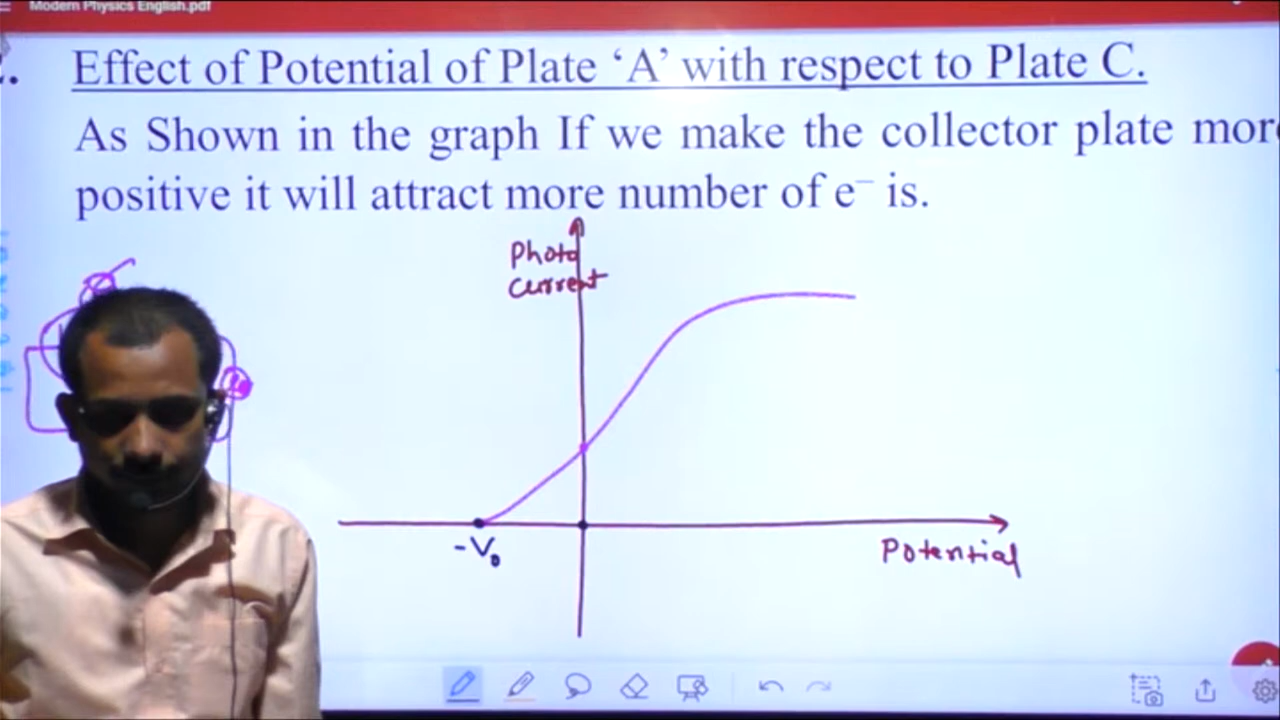 Modern Physics English.pdf
2. Effect of Potential of Plate ‘A’ with respect to Plate C.
As Shown in the graph If we make the collector plate more
positive it will attract more number of e⁻ is.
Photo
Current
-V₀
Potential